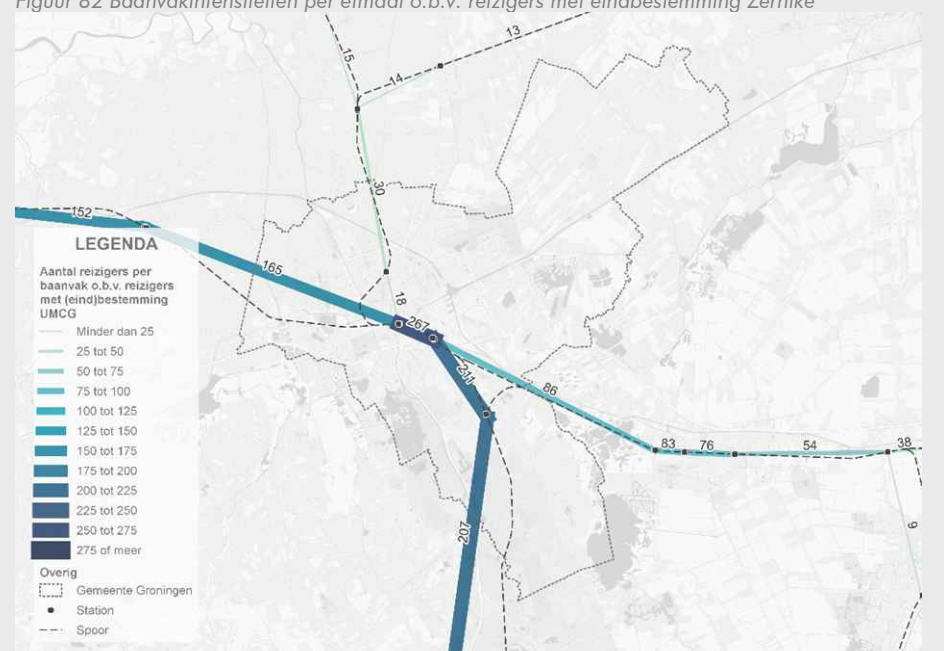 Figuur 82 Baanvakintensiteiten per etmaal o.b.v. reizigers met eindbestemming Zernike
15
14
13
30
152
165
18
267
211
86
83
76
54
38
9
207
LEGENDA
Aantal reizigers per
baanvak o.b.v. reizigers
met (eind)bestemming
UMCG
Minder dan 25
25 tot 50
50 tot 75
75 tot 100
100 tot 125
125 tot 150
150 tot 175
175 tot 200
200 tot 225
225 tot 250
250 tot 275
275 of meer
Overig
Gemeente Groningen
Station
Spoor